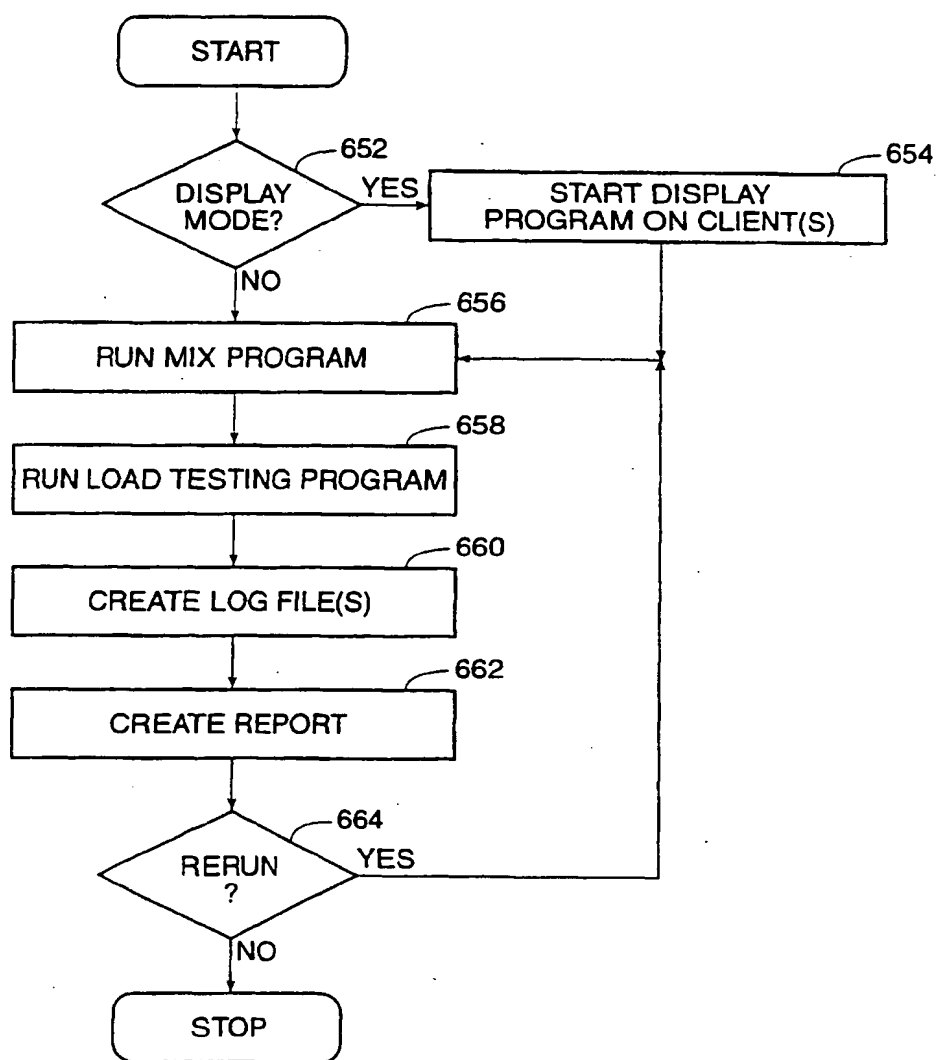 START
652
DISPLAY
MODE?
YES
654
START DISPLAY
PROGRAM ON CLIENT(S)
NO
656
RUN MIX PROGRAM
658
RUN LOAD TESTING PROGRAM
660
CREATE LOG FILE(S)
662
CREATE REPORT
664
RERUN
?
YES
NO
STOP